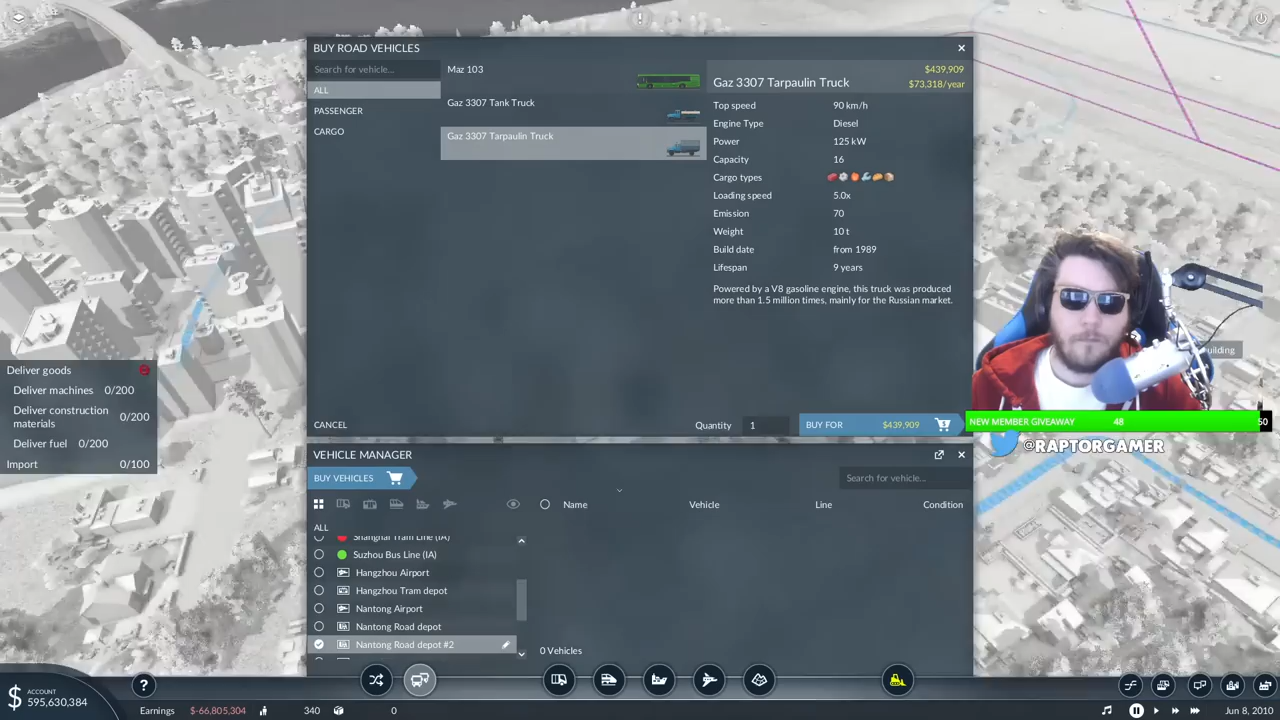 BUY ROAD VEHICLES
Search for vehicle...
ALL
PASSENGER
CARGO
Maz 103
Gaz 3307 Tank Truck
Gaz 3307 Tarpaulin Truck
$439,909
Gaz 3307 Tarpaulin Truck
$73,318/year
Top speed 90 km/h
Engine Type Diesel
Power 125 kW
Capacity 16
Cargo types
Loading speed 5.0x
Emission 70
Weight 10 t
Build date from 1989
Lifespan 9 years
Powered by a V8 gasoline engine, this truck was produced
more than 1.5 million times, mainly for the Russian market.
CANCEL
Quantity 1
BUY FOR $439,909
Deliver goods
Deliver machines 0/200
Deliver construction
materials 0/200
Deliver fuel 0/200
Import 0/100
NEW MEMBER GIVEAWAY 48 50
@RAPTORGAMER
VEHICLE MANAGER
BUY VEHICLES
Search for vehicle...
Name Vehicle Line Condition
ALL
Shanghai Tram Line (IA)
Suzhou Bus Line (IA)
Hangzhou Airport
Hangzhou Tram depot
Nantong Airport
Nantong Road depot
Nantong Road depot #2
0 Vehicles
?
$ ACCOUNT
595,630,384
Earnings $-66,805,304 340 0
Jun 8, 2010